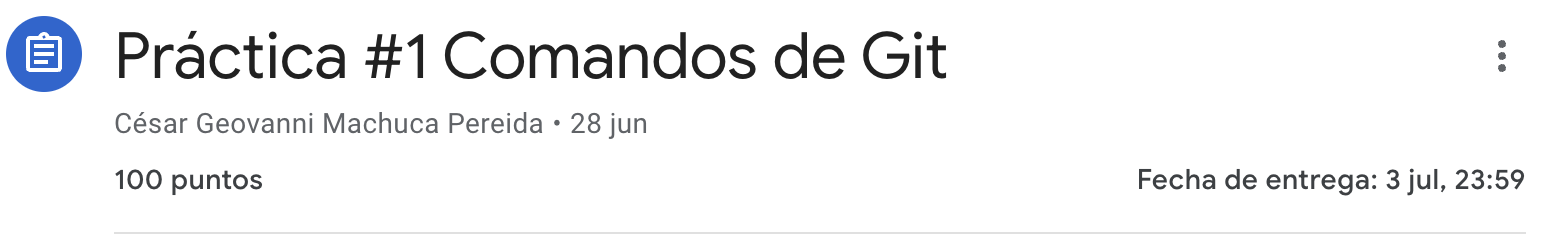 Práctica #1 Comandos de Git
César Geovanni Machuca Pereida • 28 jun
100 puntos
Fecha de entrega: 3 jul, 23:59